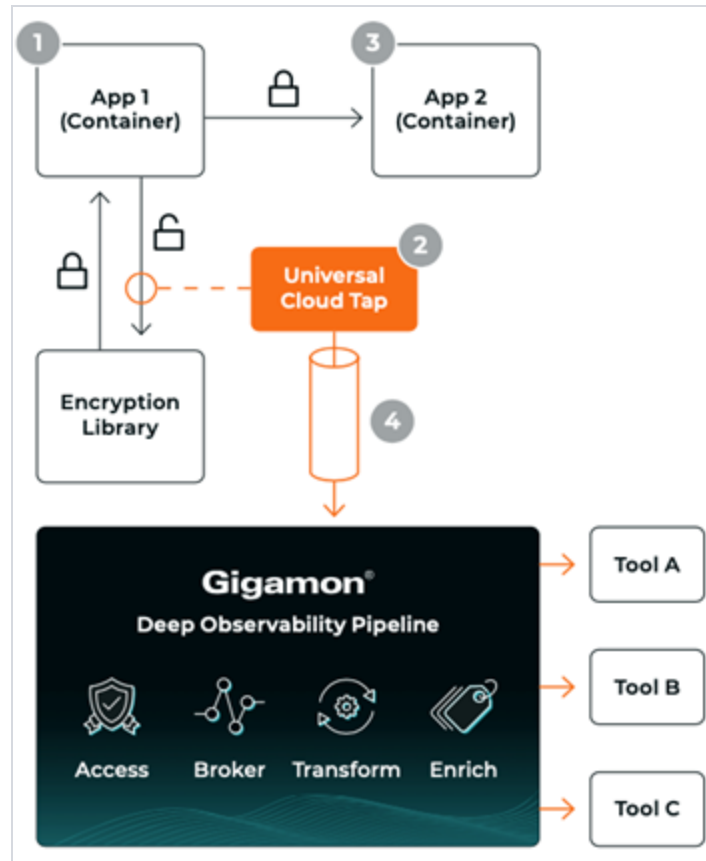 1
App 1
(Container)
3
App 2
(Container)
2
Universal
Cloud Tap
Encryption
Library
4
Gigamon®
Deep Observability Pipeline
Access Broker Transform Enrich
Tool A
Tool B
Tool C